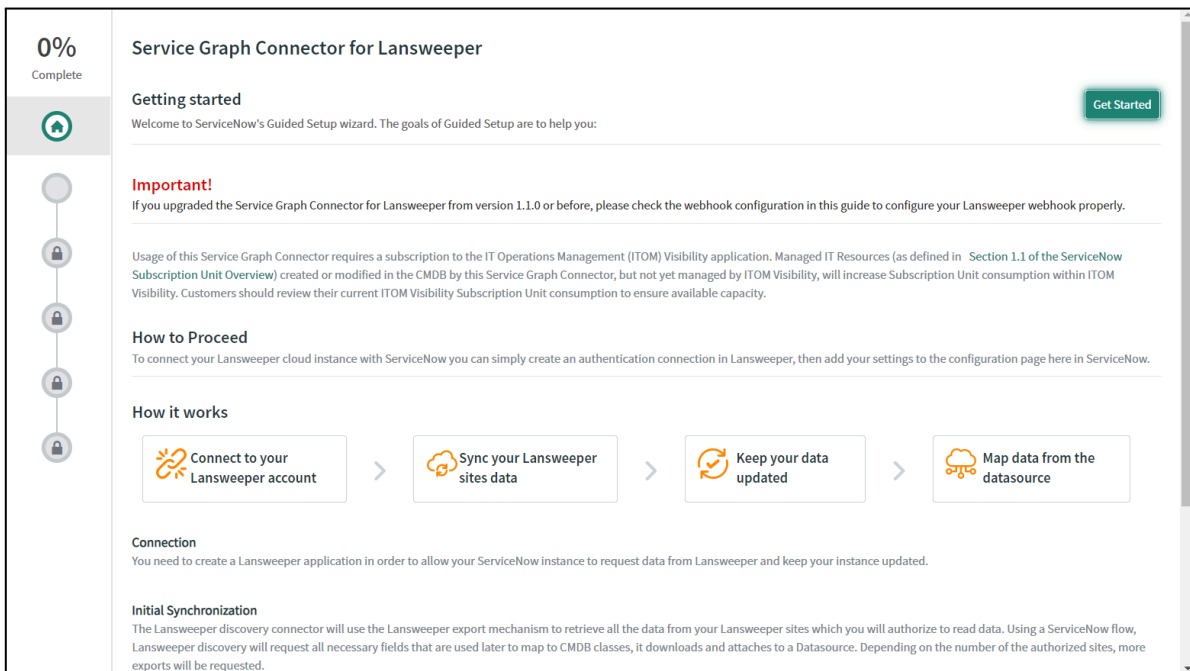 0%
Complete
Service Graph Connector for Lansweeper
Getting started
Get Started
Welcome to ServiceNow's Guided Setup wizard. The goals of Guided Setup are to help you:
Important!
If you upgraded the Service Graph Connector for Lansweeper from version 1.1.0 or before, please check the webhook configuration in this guide to configure your Lansweeper webhook properly.
Usage of this Service Graph Connector requires a subscription to the IT Operations Management (ITOM) Visibility application. Managed IT Resources (as defined in Section 1.1 of the ServiceNow
Subscription Unit Overview) created or modified in the CMDB by this Service Graph Connector, but not yet managed by ITOM Visibility, will increase Subscription Unit consumption within ITOM
Visibility. Customers should review their current ITOM Visibility Subscription Unit consumption to ensure available capacity.
How to Proceed
To connect your Lansweeper cloud instance with ServiceNow you can simply create an authentication connection in Lansweeper, then add your settings to the configuration page here in ServiceNow.
How it works
Connect to your
Lansweeper account
Sync your Lansweeper
sites data
Keep your data
updated
Map data from the
datasource
Connection
You need to create a Lansweeper application in order to allow your ServiceNow instance to request data from Lansweeper and keep your instance updated.
Initial Synchronization
The Lansweeper discovery connector will use the Lansweeper export mechanism to retrieve all the data from your Lansweeper sites which you will authorize to read data. Using a ServiceNow flow,
Lansweeper discovery will request all necessary fields that are used later to map to CMDB classes, it downloads and attaches to a Datasource. Depending on the number of the authorized sites, more
exports will be requested.